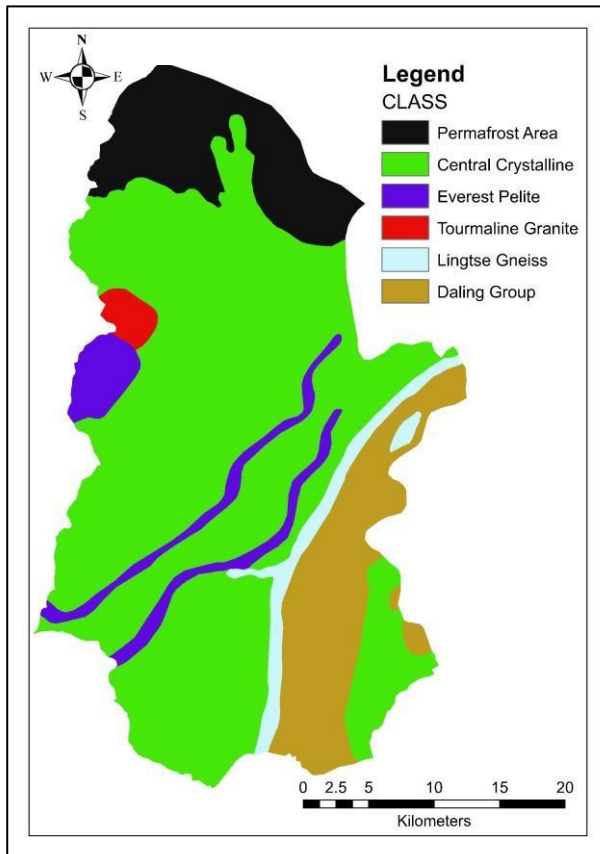 N
W E
S
Legend
CLASS
Permafrost Area
Central Crystalline
Everest Pelite
Tourmaline Granite
Lingtse Gneiss
Daling Group
0 2.5 5 10 15 20
Kilometers